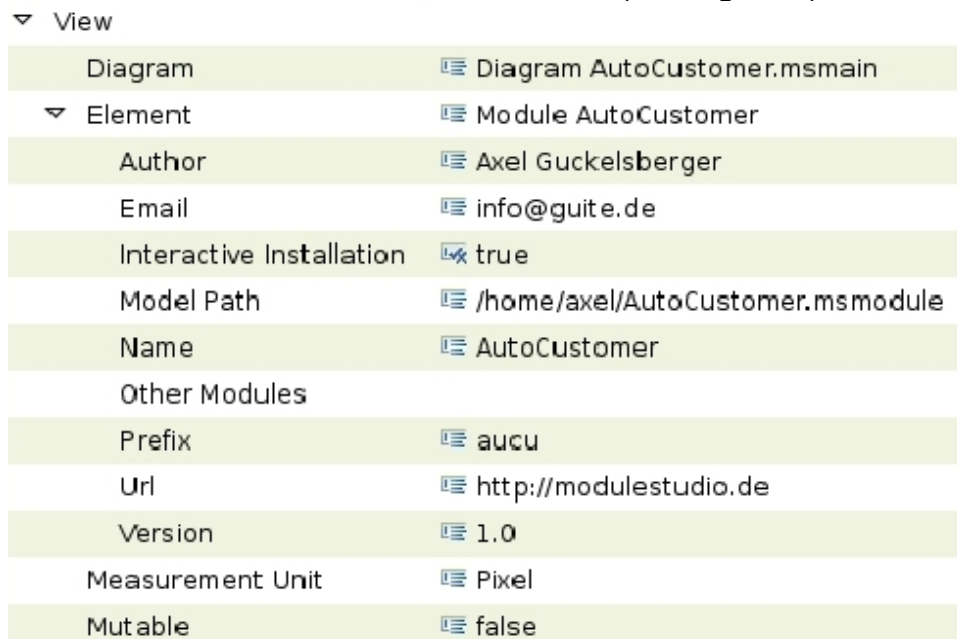 View
Diagram Diagram AutoCustomer.msmain
Element Module AutoCustomer
Author Axel Guckelsberger
Email info@guite.de
Interactive Installation true
Model Path /home/axel/AutoCustomer.msmodule
Name AutoCustomer
Other Modules
Prefix aucu
Url http://modulestudio.de
Version 1.0
Measurement Unit Pixel
Mutable false